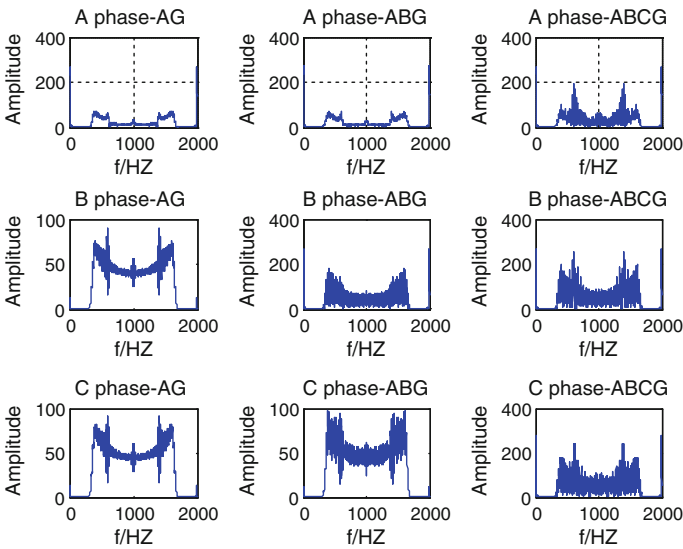 A phase-AG
A phase-ABG
A phase-ABCG
Amplitude
400
200
0
0
1000
2000
f/HZ
Amplitude
400
200
0
0
1000
2000
f/HZ
Amplitude
400
200
0
0
1000
2000
f/HZ
B phase-AG
B phase-ABG
B phase-ABCG
Amplitude
100
50
0
0
1000
2000
f/HZ
Amplitude
400
200
0
0
1000
2000
f/HZ
Amplitude
400
200
0
0
1000
2000
f/HZ
C phase-AG
C phase-ABG
C phase-ABCG
Amplitude
100
50
0
0
1000
2000
f/HZ
Amplitude
100
50
0
0
1000
2000
f/HZ
Amplitude
400
200
0
0
1000
2000
f/HZ